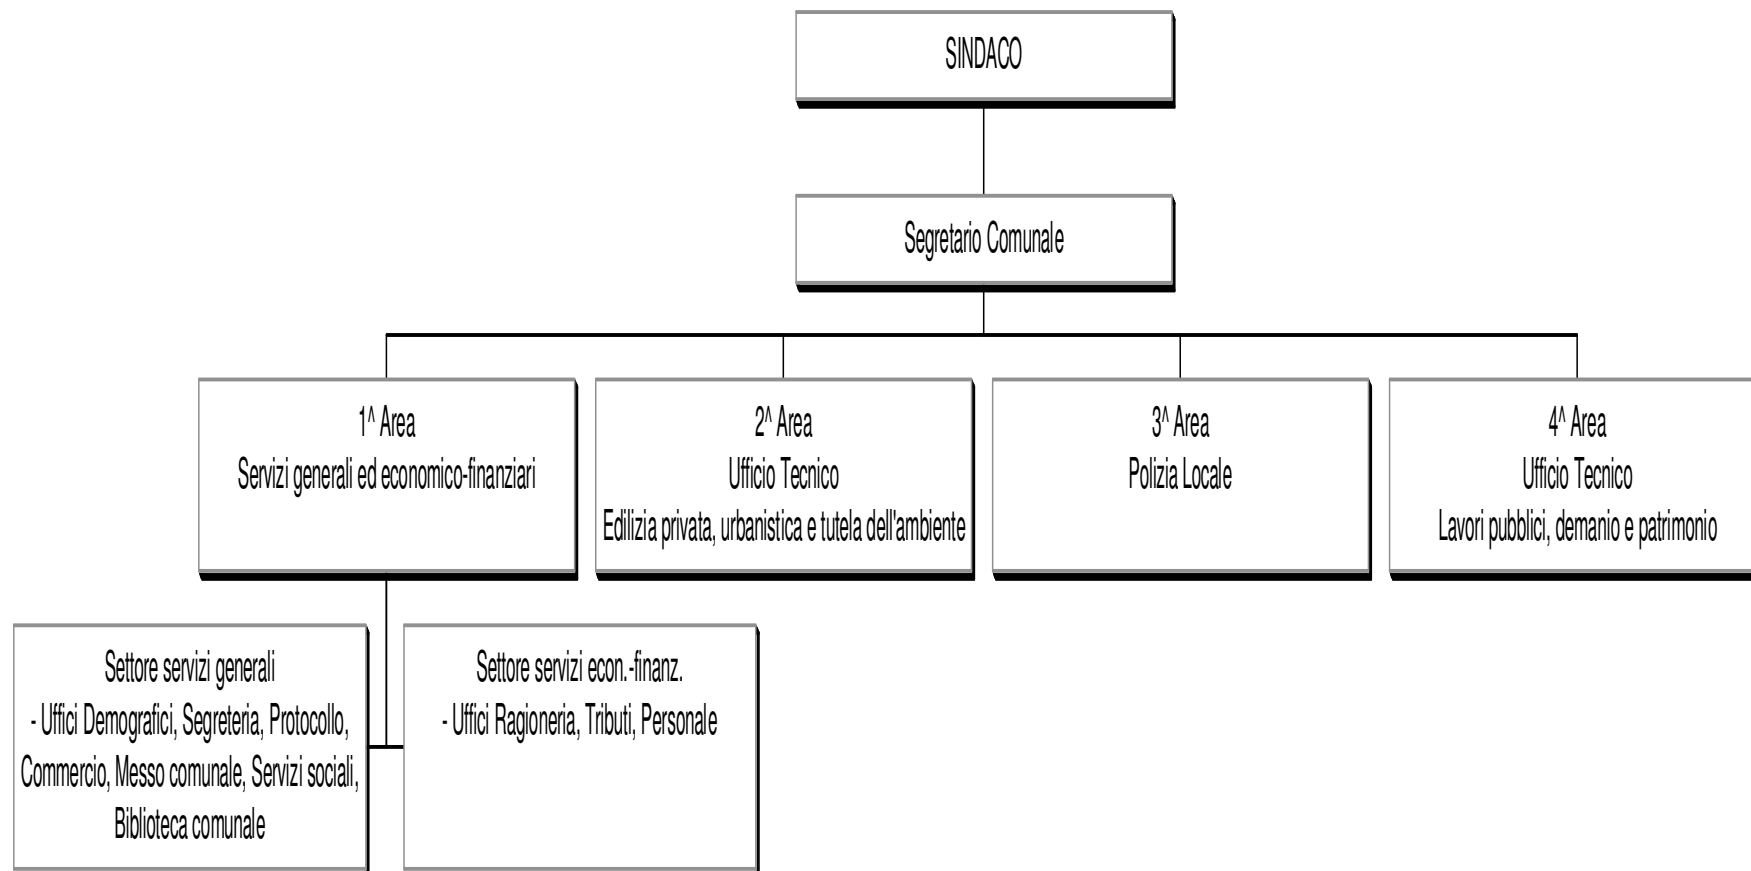 SINDACO
Segretario Comunale
1^ Area
Servizi generali ed economico-finanziari
2^ Area
Ufficio Tecnico
Edilizia privata, urbanistica e tutela dell'ambiente
3^ Area
Polizia Locale
4^ Area
Ufficio Tecnico
Lavori pubblici, demanio e patrimonio
Settore servizi generali
- Uffici Demografici, Segreteria, Protocollo,
Commercio, Messo comunale, Servizi sociali,
Biblioteca comunale
Settore servizi econ.-finanz.
- Uffici Ragioneria, Tributi, Personale